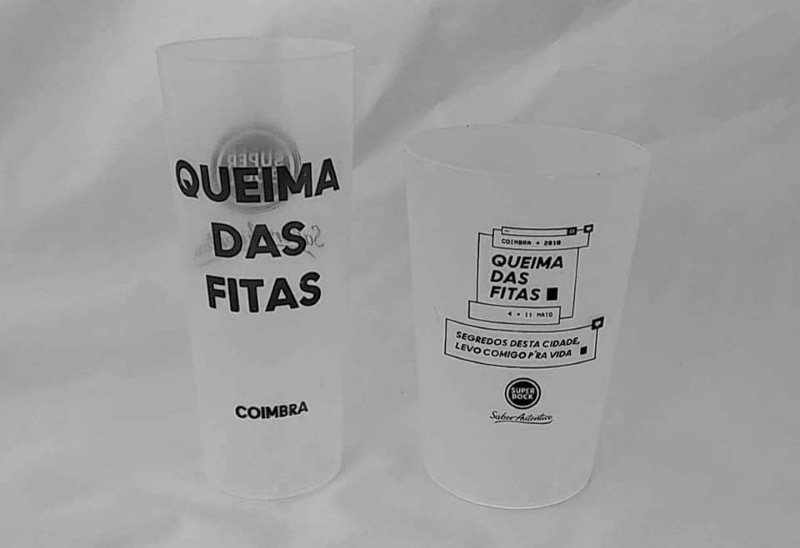 SUPER
QUEIMA
DAS
FITAS
COIMBRA
COIMBRA + 2018
QUEIMA
DAS
FITAS
4 + 11 MAIO
SEGREDOS DESTA CIDADE,
LEVO COMIGO P'RA VIDA
SUPER
BOCK
Sabor Autêntico